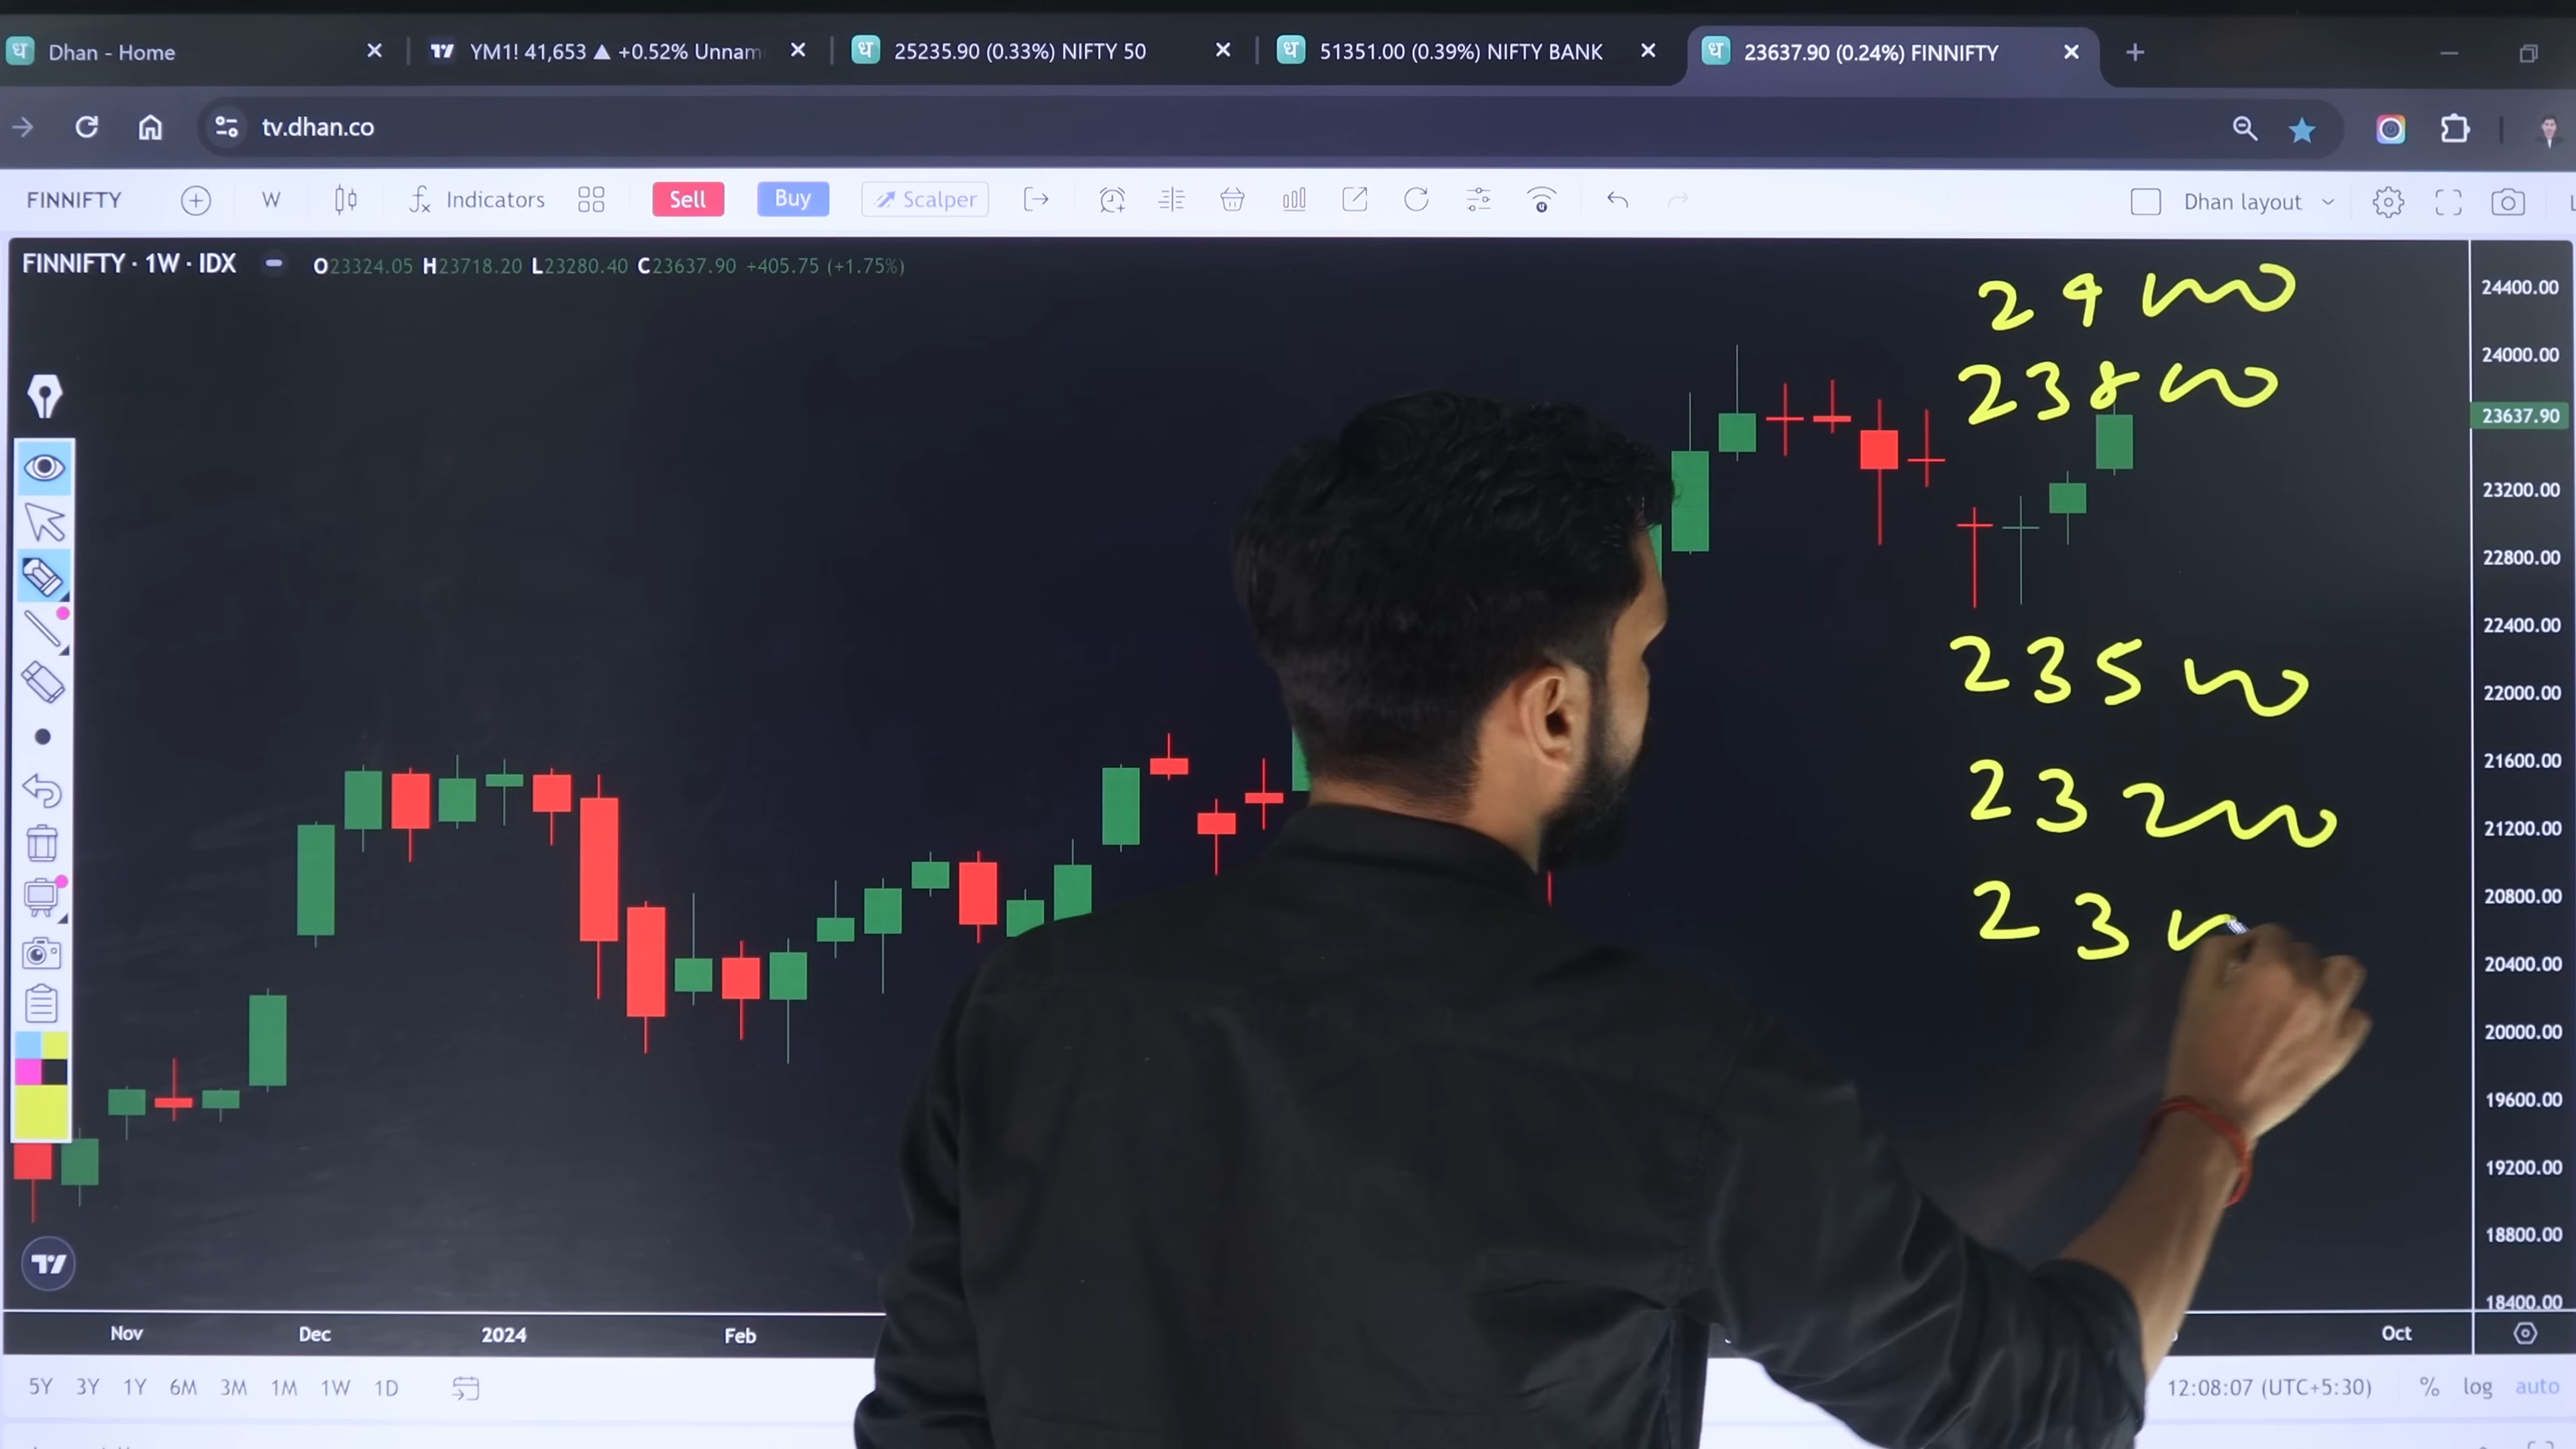 Dhan - Home
YM1! 41,653 ▲ +0.52% Unnam
25235.90 (0.33%) NIFTY 50
51351.00 (0.39%) NIFTY BANK
23637.90 (0.24%) FINNIFTY
tv.dhan.co
FINNIFTY W Indicators Sell Buy Scalper Dhan layout
FINNIFTY · 1W · IDX O23324.05 H23718.20 L23280.40 C23637.90 +405.75 (+1.75%)
24000
23800
23500
23200
23
24400.00
24000.00
23637.90
23200.00
22800.00
22400.00
22000.00
21600.00
21200.00
20800.00
20400.00
20000.00
19600.00
19200.00
18800.00
18400.00
Nov Dec 2024 Feb Oct
5Y 3Y 1Y 6M 3M 1M 1W 1D
12:08:07 (UTC+5:30) % log auto